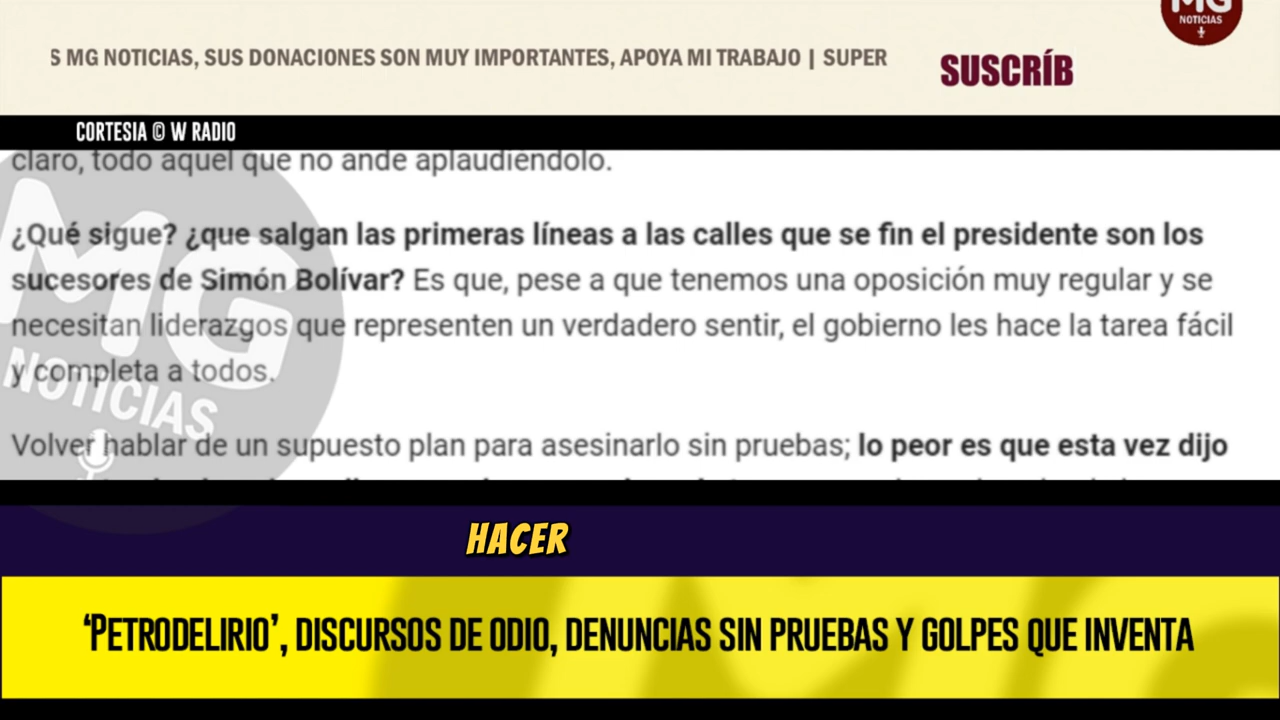 MG
NOTICIAS
S MG NOTICIAS, SUS DONACIONES SON MUY IMPORTANTES, APOYA MI TRABAJO | SUPER
SUSCRÍB
CORTESIA © W RADIO
claro, todo aquel que no ande aplaudiéndolo.
¿Qué sigue? ¿que salgan las primeras líneas a las calles que se fin el presidente son los
sucesores de Simón Bolívar? Es que, pese a que tenemos una oposición muy regular y se
necesitan liderazgos que representen un verdadero sentir, el gobierno les hace la tarea fácil
y completa a todos.
Volver hablar de un supuesto plan para asesinarlo sin pruebas; lo peor es que esta vez dijo
MG
NOTICIAS
HACER
‘PETRODELIRIO’, DISCURSOS DE ODIO, DENUNCIAS SIN PRUEBAS Y GOLPES QUE INVENTA